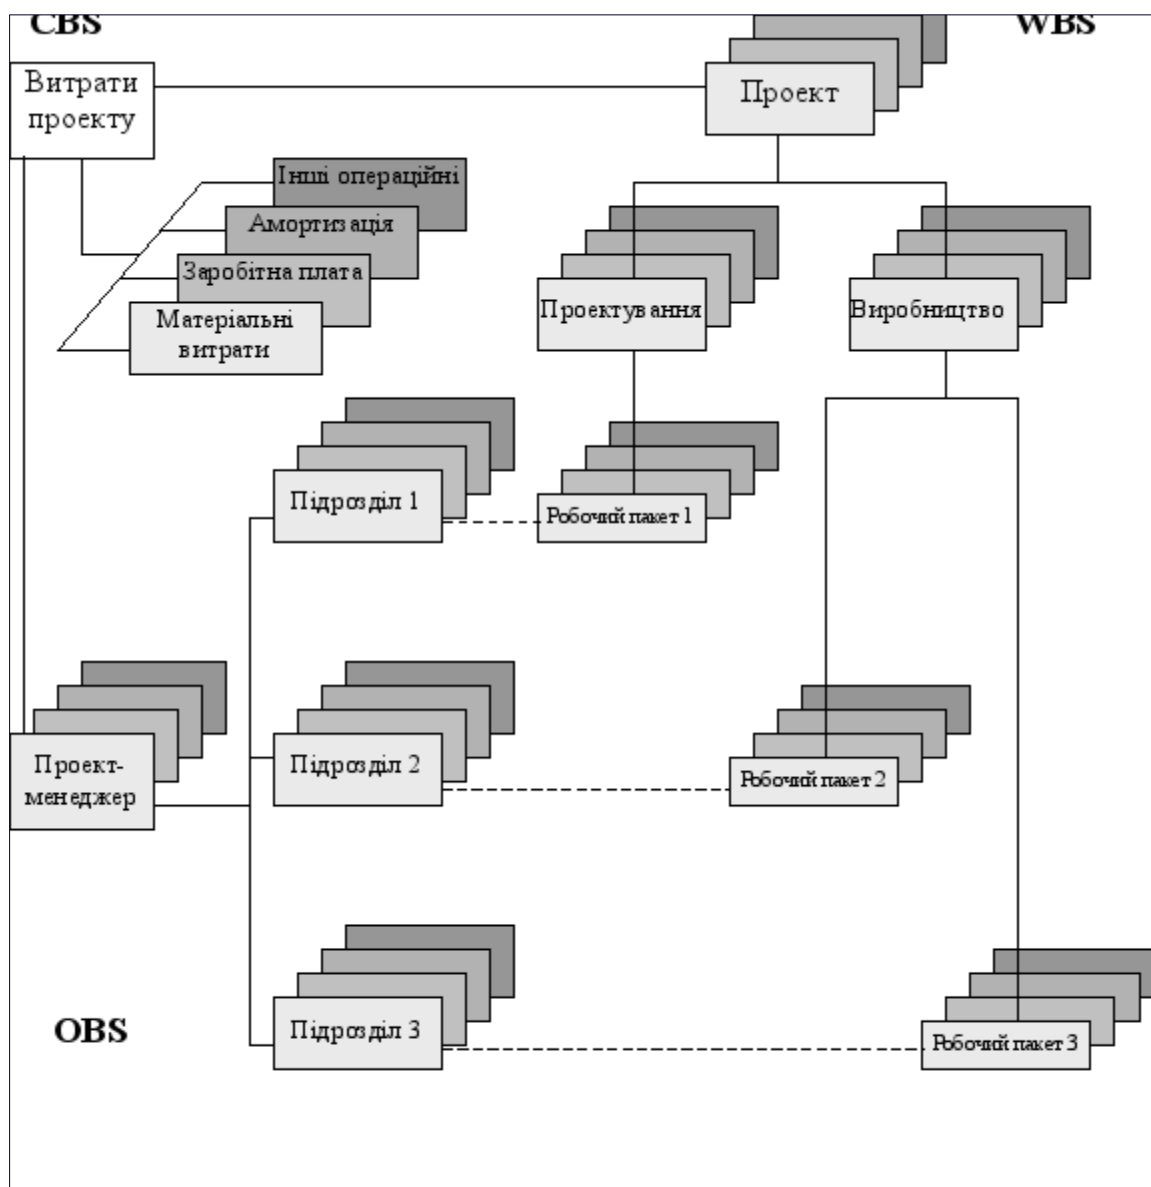 CBS
WBS
Витрати
проекту
Проект
Інші операційні
Амортизація
Заробітна плата
Матеріальні
витрати
Проектування
Виробництво
Підрозділ 1
Робочий пакет 1
Проект-
менеджер
Підрозділ 2
Робочий пакет 2
OBS
Підрозділ 3
Робочий пакет 3